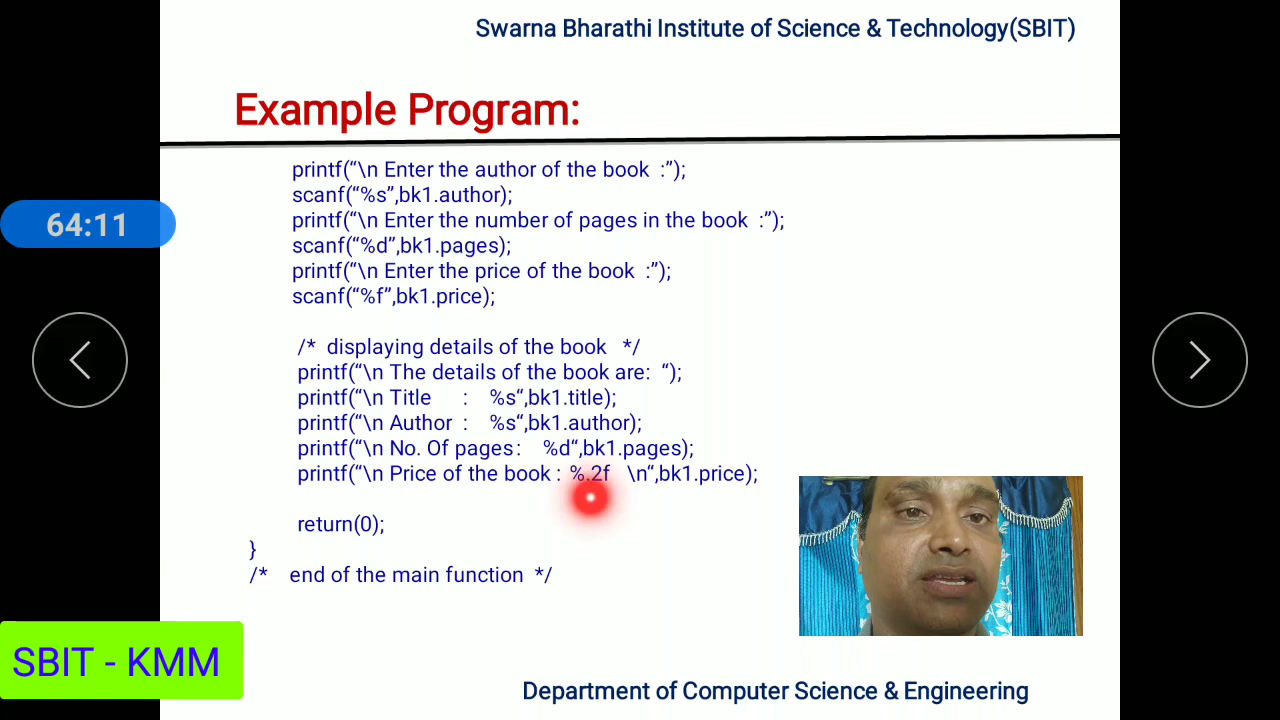 Swarna Bharathi Institute of Science & Technology(SBIT)
Example Program:
printf(“\n Enter the author of the book  :”);
scanf(“%s”,bk1.author);
printf(“\n Enter the number of pages in the book  :”);
64:11
scanf(“%d”,bk1.pages);
printf(“\n Enter the price of the book  :”);
scanf(“%f”,bk1.price);
/*  displaying details of the book   */
printf(“\n The details of the book are:  “);
printf(“\n Title     :    %s“,bk1.title);
printf(“\n Author  :    %s“,bk1.author);
printf(“\n No. Of pages :    %d“,bk1.pages);
printf(“\n Price of the book :  %.2f   \n“,bk1.price);
return(0);
}
/*    end of the main function  */
SBIT - KMM
Department of Computer Science & Engineering